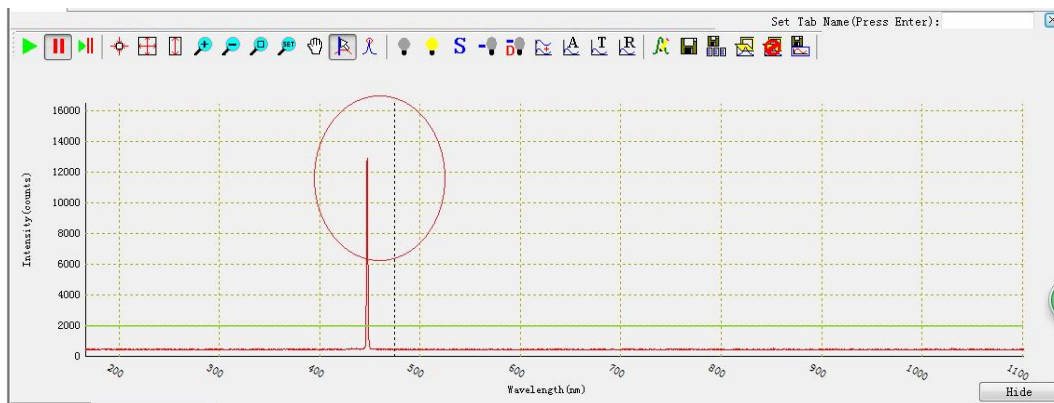 Set Tab Name(Press Enter):
SET
S
D
A
T
R
16000
14000
12000
10000
8000
6000
4000
2000
0
Intensity(counts)
200 300 400 500 600 700 800 900 1000 1100
Wavelength(nm)
Hide